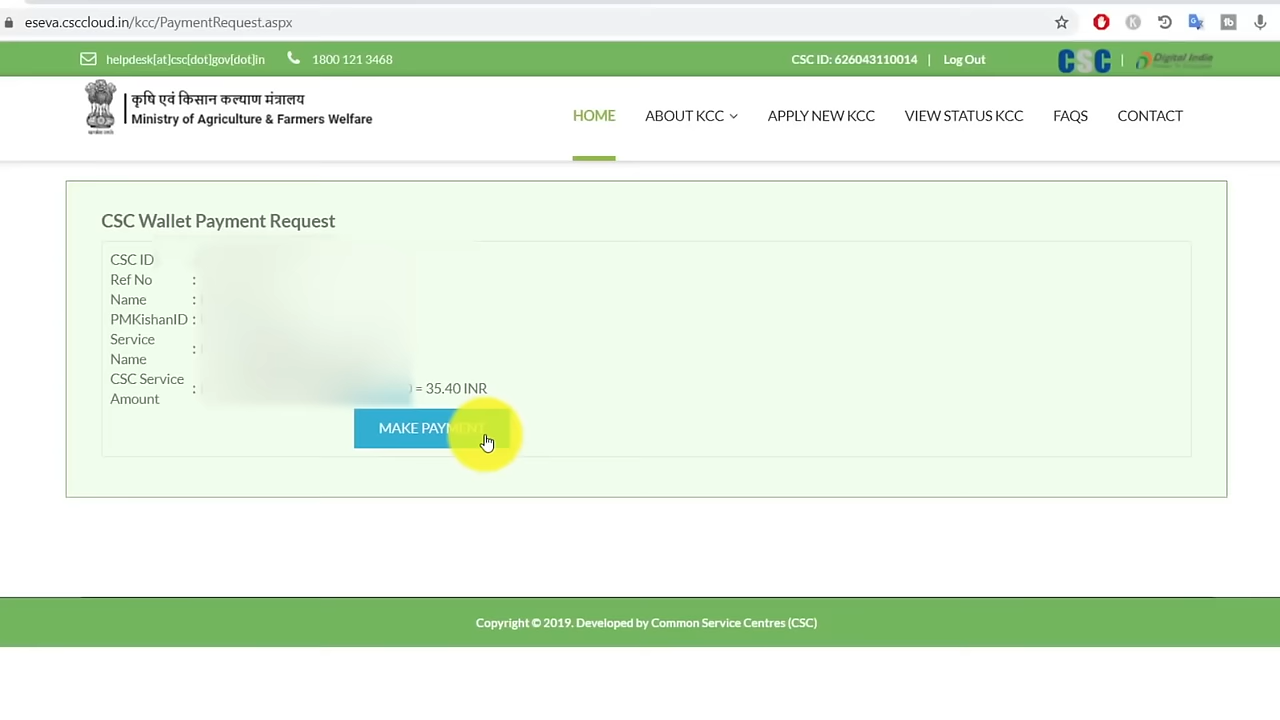 eseva.csccloud.in/kcc/PaymentRequest.aspx
helpdesk[at]csc[dot]gov[dot]in 1800 121 3468 CSC ID: 626043110014 | Log Out CSC | Digital India
कृषि एवं किसान कल्याण मंत्रालय
Ministry of Agriculture & Farmers Welfare
HOME ABOUT KCC APPLY NEW KCC VIEW STATUS KCC FAQS CONTACT
CSC Wallet Payment Request
CSC ID
Ref No :
Name :
PMKishanID :
Service
Name :
CSC Service
Amount : = 35.40 INR
MAKE PAYMENT
Copyright © 2019. Developed by Common Service Centres (CSC)